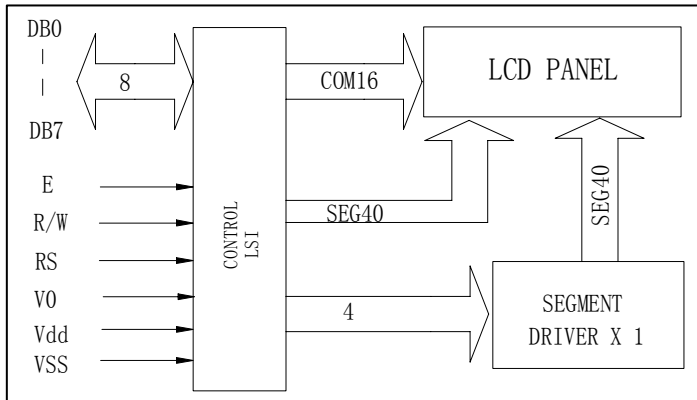 DB0
8
DB7
E
R/W
RS
V0
Vdd
VSS
CONTROL
LSI
COM16
SEG40
4
LCD PANEL
SEG40
SEGMENT
DRIVER X 1